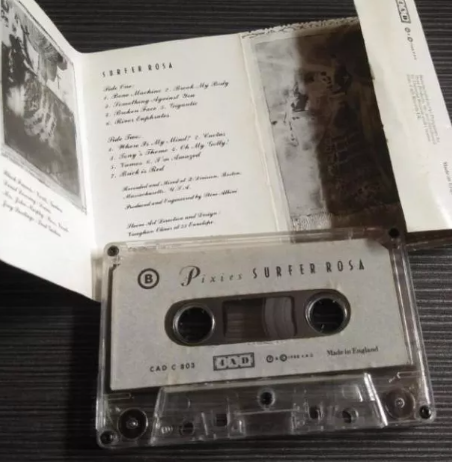 SURFER ROSA
Side One:
1. Bone Machine 2. Break My Body
3. Something Against You
4. Broken Face 5. Gigantic
6. River Euphrates
Side Two:
1. Where Is My Mind? 2. Cactus
3. Tony's Theme 4. Oh My Golly!
5. Vamos 6. I'm Amazed
7. Brick is Red
Recorded and Mixed at Q Division, Boston,
Massachusetts, U.S.A.
Produced and Engineered by Steve Albini
Sleeve Art Direction and Design:
Vaughan Oliver at 23 Envelope.
4AD
B
Pixies SURFER ROSA
CAD C 803
4AD
1988
Made in England